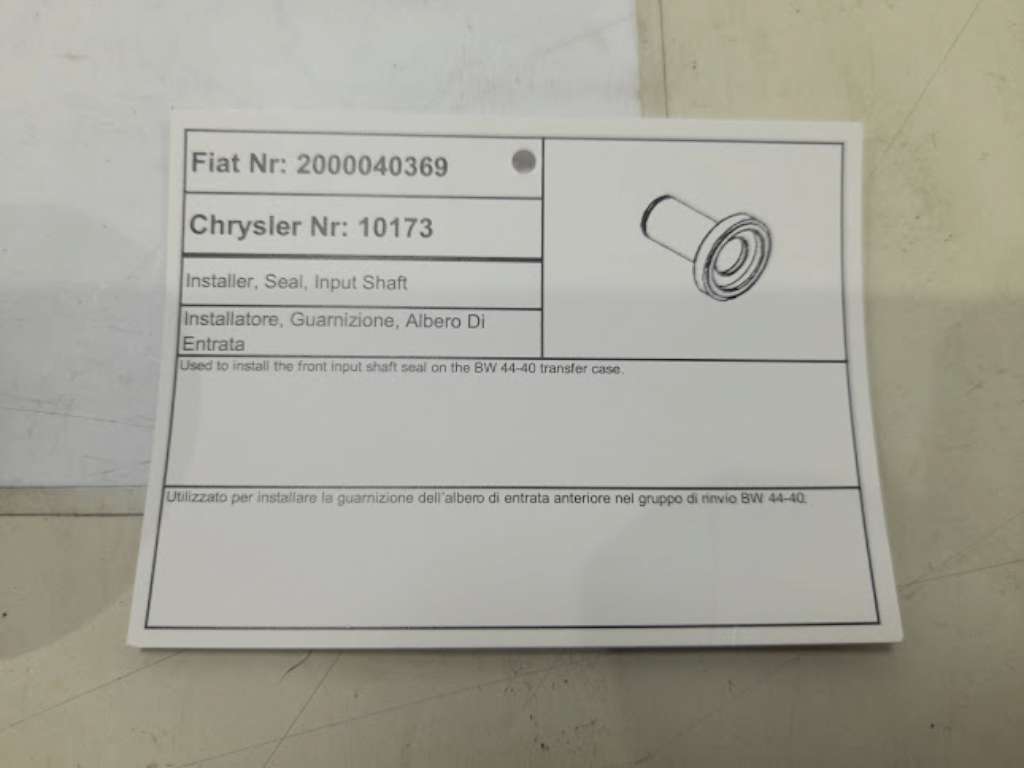 Fiat Nr: 2000040369
Chrysler Nr: 10173
Installer, Seal, Input Shaft
Installatore, Guarnizione, Albero Di
Entrata
Used to install the front input shaft seal on the BW 44-40 transfer case.
Utilizzato per installare la guarnizione dell'albero di entrata anteriore nel gruppo di rinvio BW 44-40.